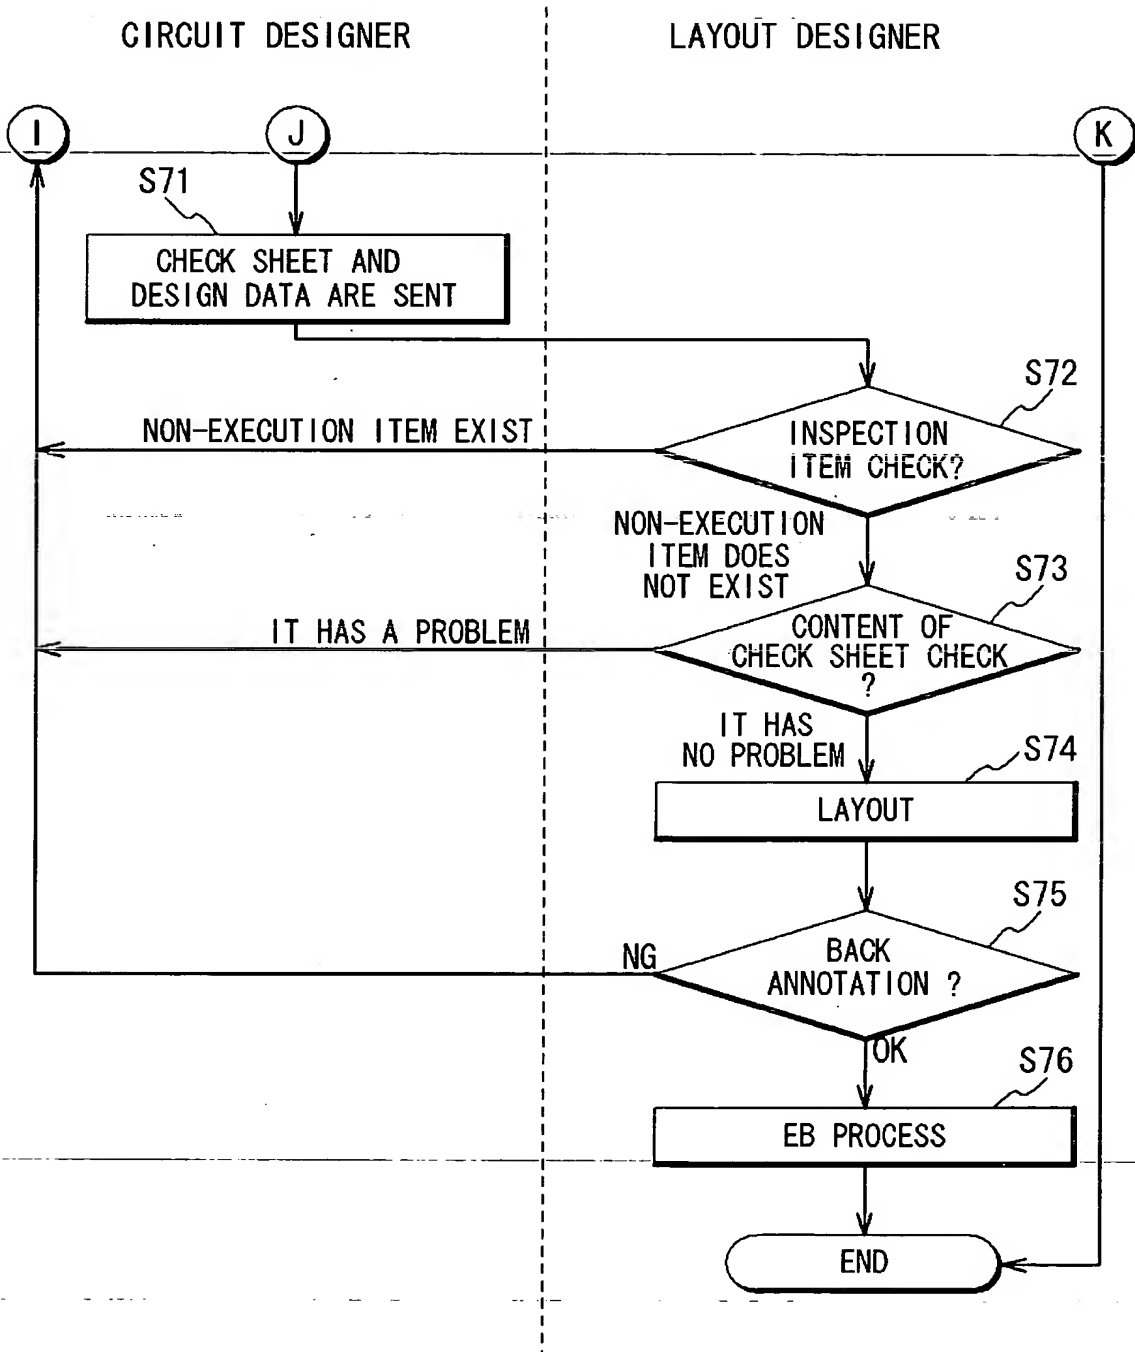 CIRCUIT DESIGNER
LAYOUT DESIGNER
I
J
K
S71
CHECK SHEET AND
DESIGN DATA ARE SENT
S72
NON-EXECUTION ITEM EXIST
INSPECTION
ITEM CHECK?
NON-EXECUTION
ITEM DOES
NOT EXIST
S73
IT HAS A PROBLEM
CONTENT OF
CHECK SHEET CHECK
?
IT HAS
NO PROBLEM
S74
LAYOUT
S75
NG
BACK
ANNOTATION ?
OK
S76
EB PROCESS
END